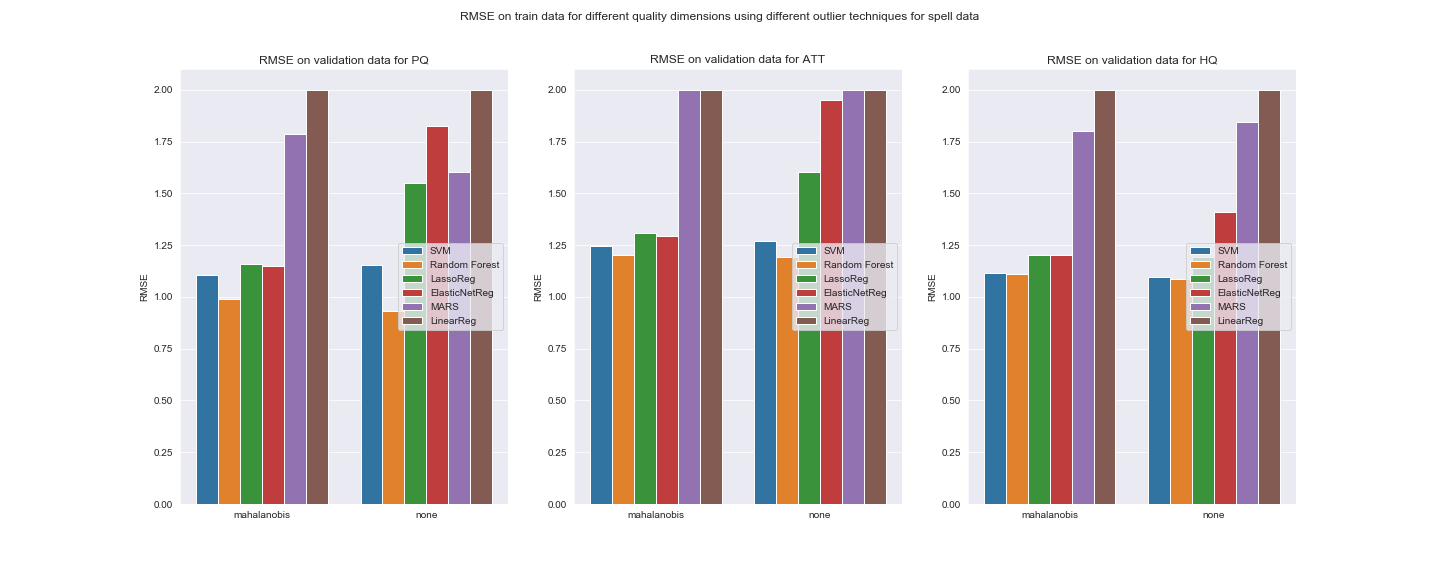 RMSE on train data for different quality dimensions using different outlier techniques for spell data
RMSE on validation data for PQ
2.00
1.75
1.50
1.25
1.00
0.75
0.50
0.25
0.00
RMSE
mahalanobis
none
SVM
Random Forest
LassoReg
ElasticNetReg
MARS
LinearReg
RMSE on validation data for ATT
2.00
1.75
1.50
1.25
1.00
0.75
0.50
0.25
0.00
RMSE
mahalanobis
none
SVM
Random Forest
LassoReg
ElasticNetReg
MARS
LinearReg
RMSE on validation data for HQ
2.00
1.75
1.50
1.25
1.00
0.75
0.50
0.25
0.00
RMSE
mahalanobis
none
SVM
Random Forest
LassoReg
ElasticNetReg
MARS
LinearReg